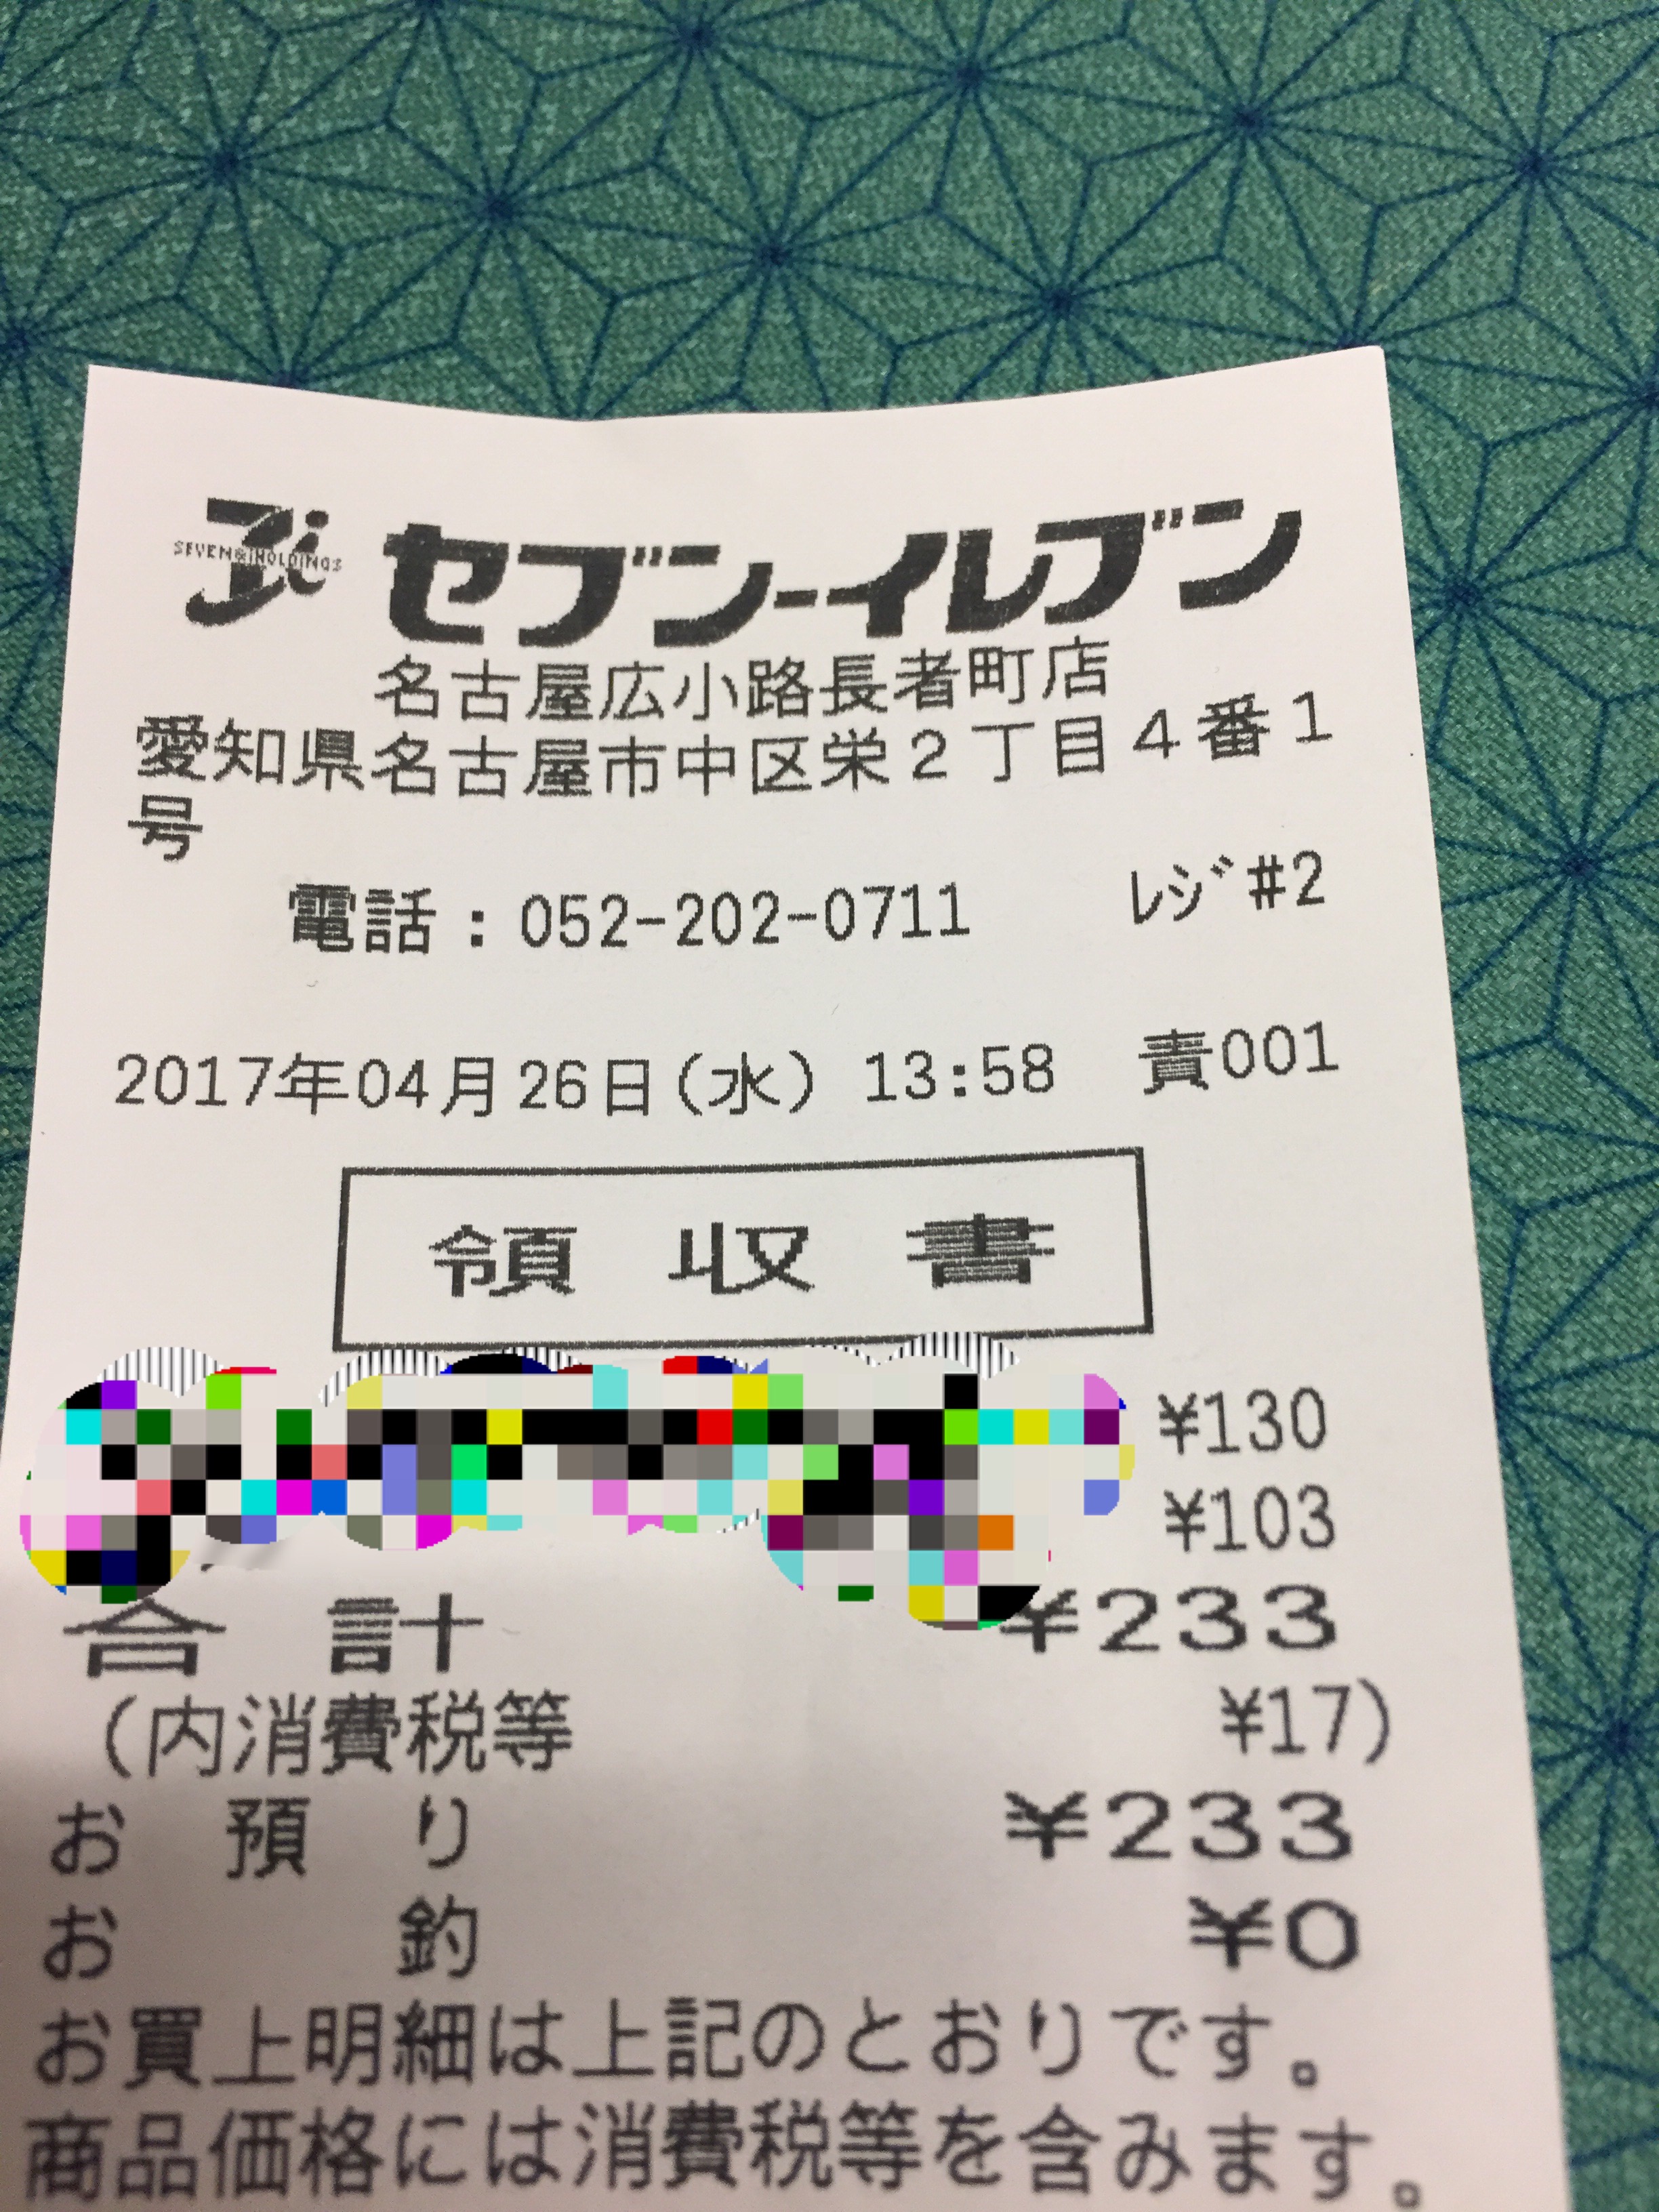 SEVEN&iHOLDINGS
セブン-イレブン
名古屋広小路長者町店
愛知県名古屋市中区栄2丁目4番1
号
電話：052-202-0711 ﾚｼﾞ#2
2017年04月26日(水) 13:58 責001
領収書
¥130
¥103
合計 ¥233
(内消費税等 ¥17)
お預り ¥233
お釣 ¥0
お買上明細は上記のとおりです。
商品価格には消費税等を含みます。